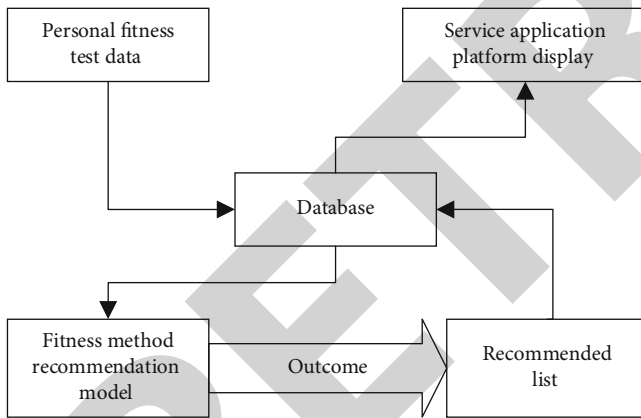 Personal fitness
test data
Service application
platform display
Database
Fitness method
recommendation
model
Outcome
Recommended
list